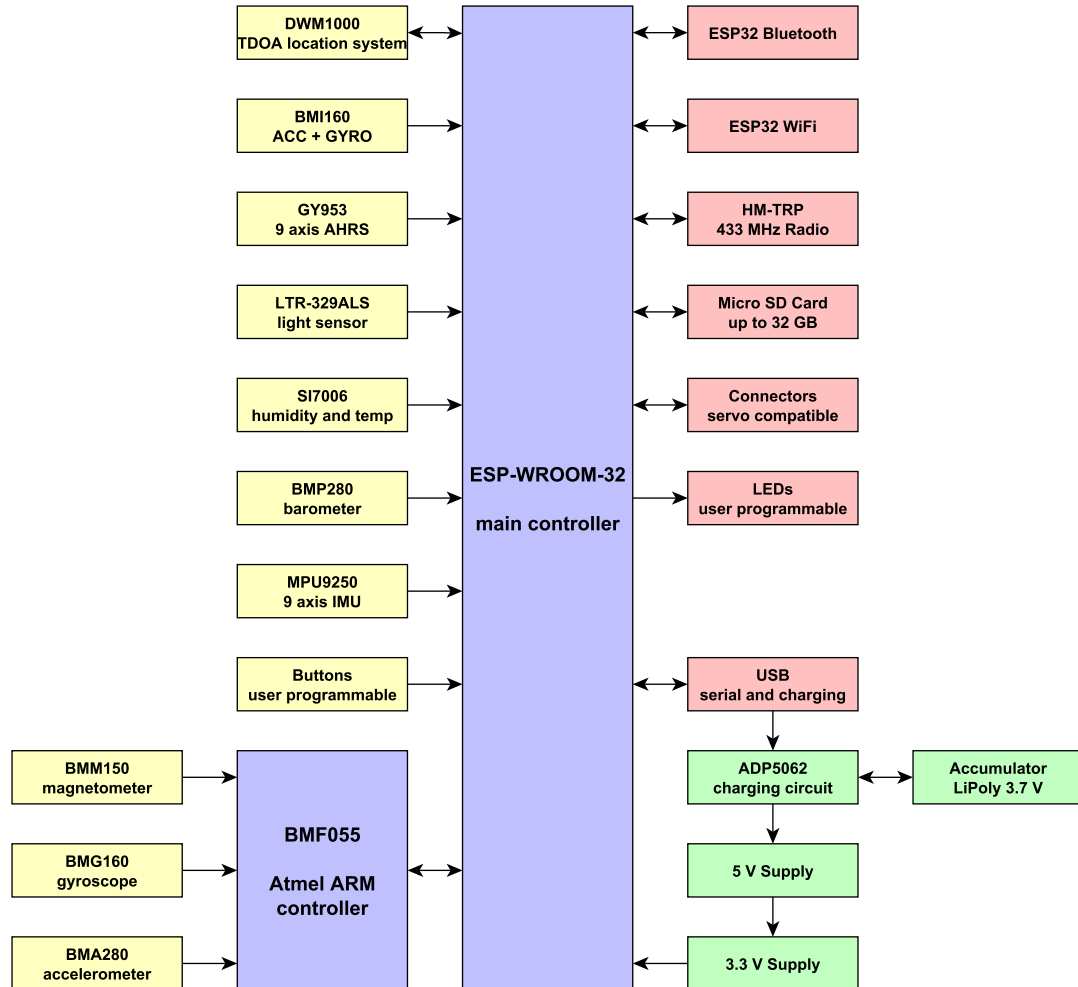 DWM1000
TDOA location system
ESP32 Bluetooth
BMI160
ACC + GYRO
ESP32 WiFi
GY953
9 axis AHRS
HM-TRP
433 MHz Radio
LTR-329ALS
light sensor
Micro SD Card
up to 32 GB
SI7006
humidity and temp
Connectors
servo compatible
ESP-WROOM-32
main controller
BMP280
barometer
LEDs
user programmable
MPU9250
9 axis IMU
Buttons
user programmable
USB
serial and charging
BMM150
magnetometer
BMF055
Atmel ARM
controller
ADP5062
charging circuit
Accumulator
LiPoly 3.7 V
BMG160
gyroscope
5 V Supply
BMA280
accelerometer
3.3 V Supply